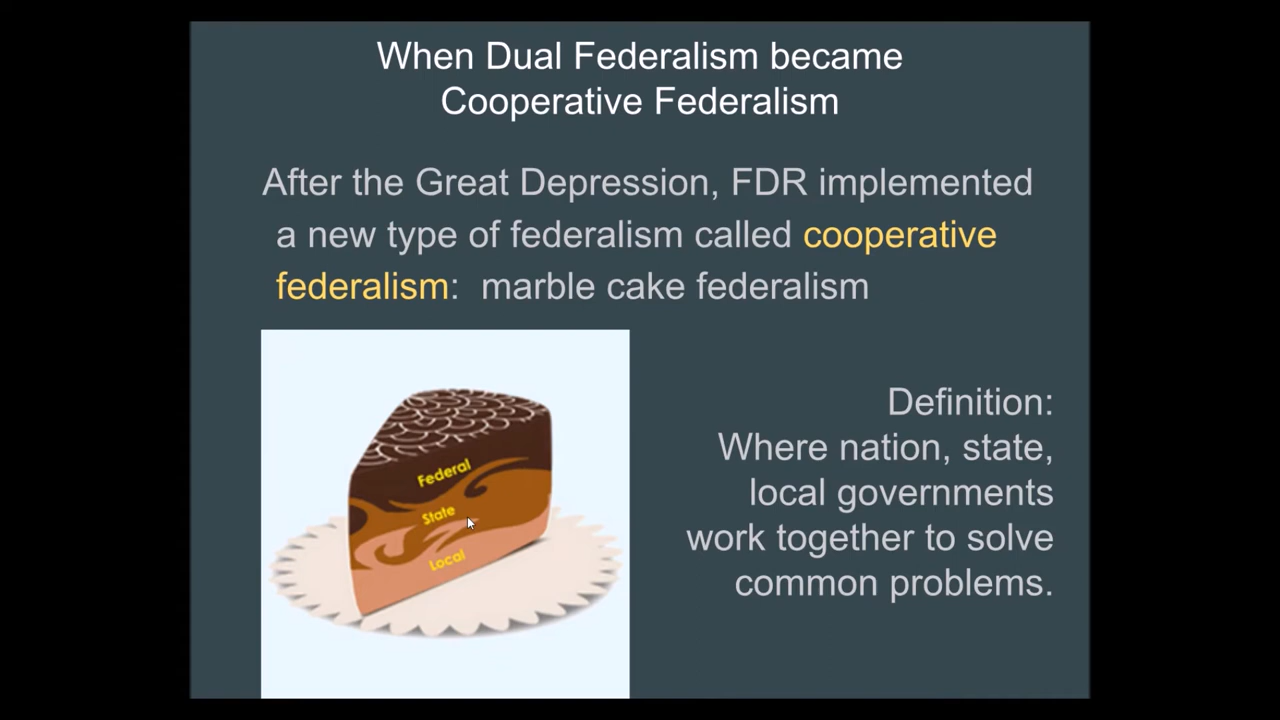 When Dual Federalism became
Cooperative Federalism
After the Great Depression, FDR implemented
a new type of federalism called cooperative
federalism: marble cake federalism
Federal
State
Local
Definition:
Where nation, state,
local governments
work together to solve
common problems.